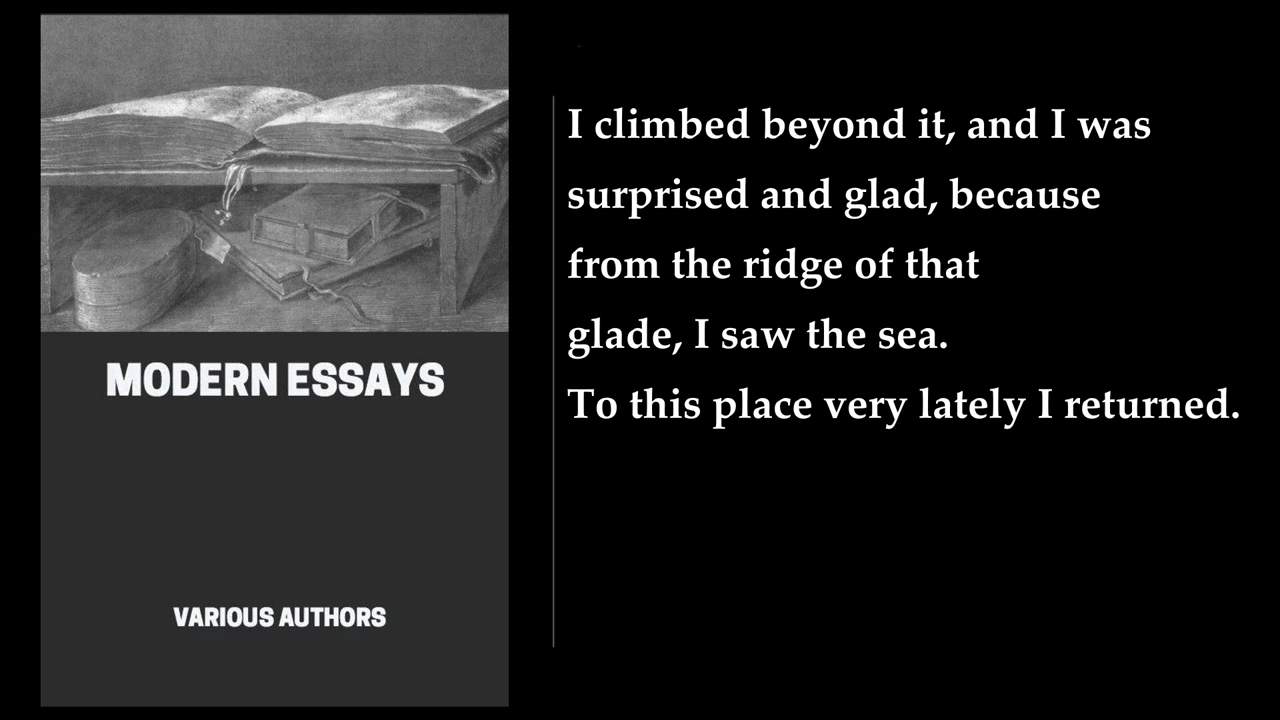 MODERN ESSAYS
VARIOUS AUTHORS
I climbed beyond it, and I was
surprised and glad, because
from the ridge of that
glade, I saw the sea.
To this place very lately I returned.